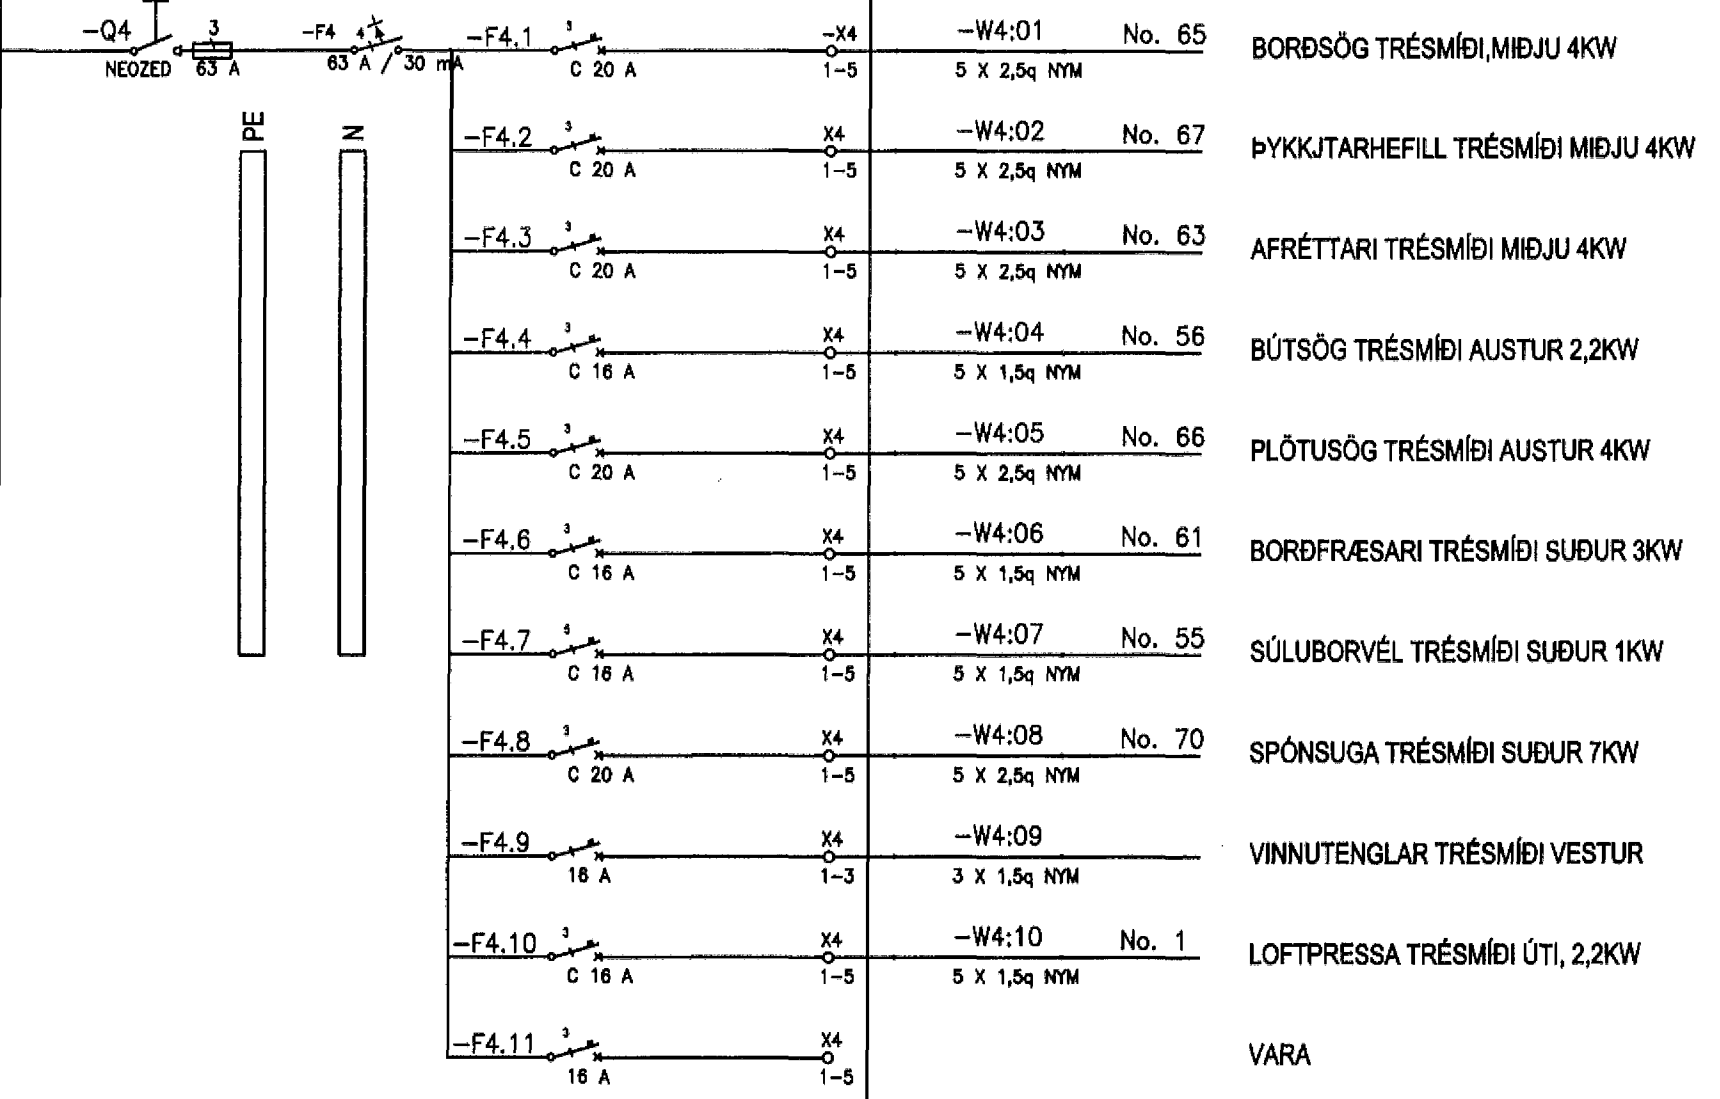 -Q4 3 -F4 4 -F4.1 3 -X4 -W4:01 No. 65 BORÐSÖG TRÉSMÍÐI,MIÐJU 4KW
NEOZED 63 A 63 A / 30 mA C 20 A 1-5 5 X 2,5q NYM
PE N
-F4.2 3 X4 -W4:02 No. 67 ÞYKKJTARHEFILL TRÉSMÍÐI MIÐJU 4KW
C 20 A 1-5 5 X 2,5q NYM
-F4.3 3 X4 -W4:03 No. 63 AFRÉTTARI TRÉSMÍÐI MIÐJU 4KW
C 20 A 1-5 5 X 2,5q NYM
-F4.4 3 X4 -W4:04 No. 56 BÚTSÖG TRÉSMÍÐI AUSTUR 2,2KW
C 16 A 1-5 5 X 1,5q NYM
-F4.5 3 X4 -W4:05 No. 66 PLÖTUSÖG TRÉSMÍÐI AUSTUR 4KW
C 20 A 1-5 5 X 2,5q NYM
-F4.6 3 X4 -W4:06 No. 61 BORÐFRÆSARI TRÉSMÍÐI SUÐUR 3KW
C 16 A 1-5 5 X 1,5q NYM
-F4.7 X4 -W4:07 No. 55 SÚLUBORVÉL TRÉSMÍÐI SUÐUR 1KW
C 16 A 1-5 5 X 1,5q NYM
-F4.8 3 X4 -W4:08 No. 70 SPÓNSUGA TRÉSMÍÐI SUÐUR 7KW
C 20 A 1-5 5 X 2,5q NYM
-F4.9 X4 -W4:09 VINNUTENGLAR TRÉSMÍÐI VESTUR
16 A 1-3 3 X 1,5q NYM
-F4.10 3 X4 -W4:10 No. 1 LOFTPRESSA TRÉSMÍÐI ÚTI, 2,2KW
C 16 A 1-5 5 X 1,5q NYM
-F4.11 3 X4 VARA
16 A 1-5